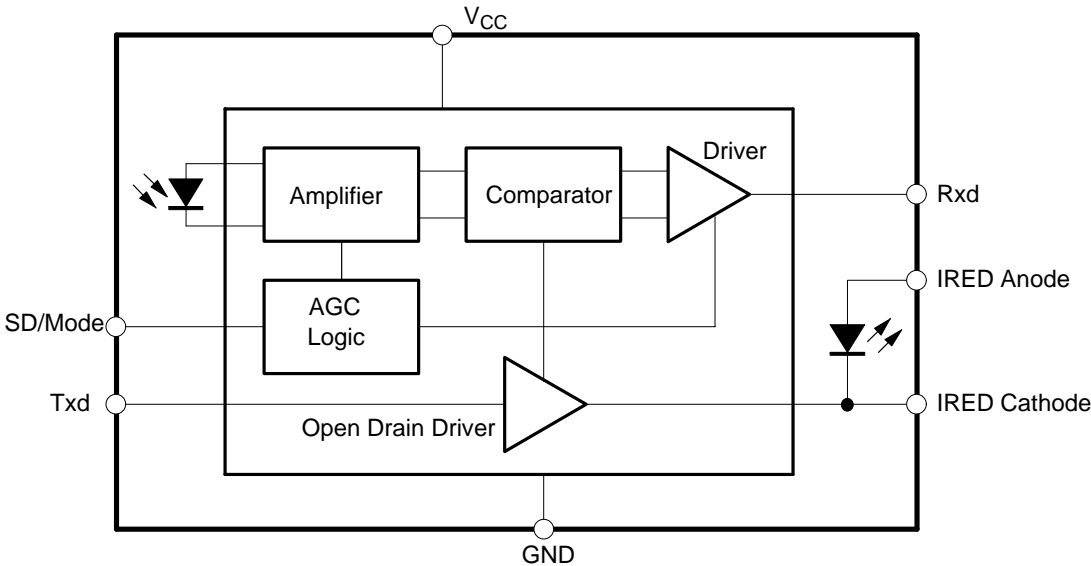 VCC
Driver
Amplifier
Comparator
Rxd
IRED Anode
AGC
Logic
SD/Mode
Txd
Open Drain Driver
IRED Cathode
GND